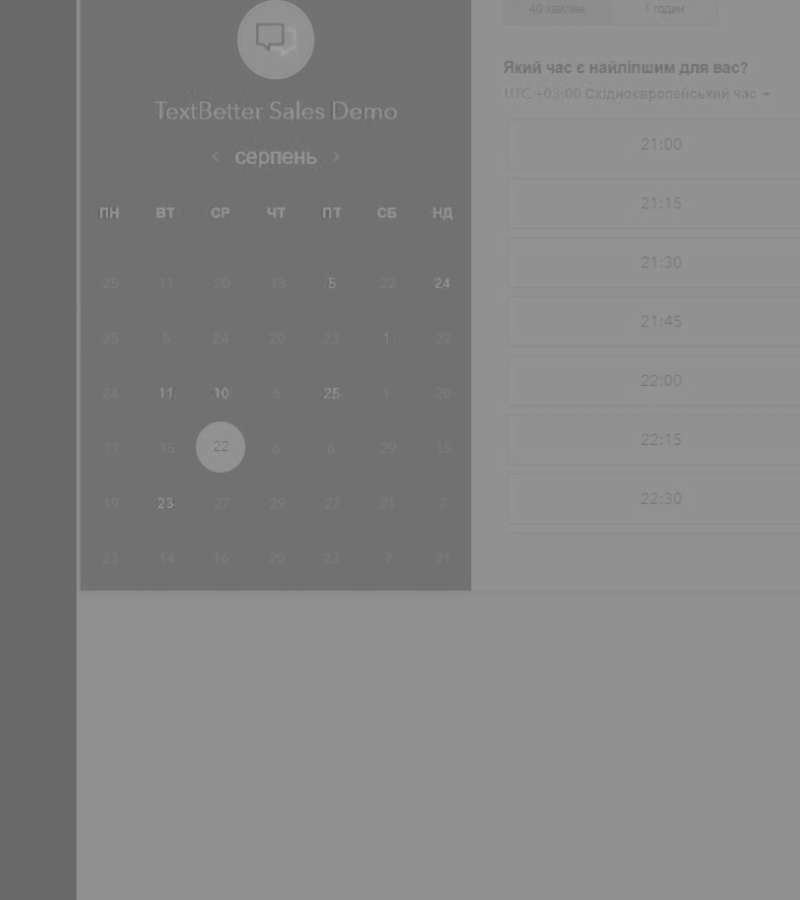 40 хвилин 1 годин
Який час є найліпшим для вас?
UTC +03:00 Східноєвропейський час
TextBetter Sales Demo
серпень
ПН ВТ СР ЧТ ПТ СБ НД
25 11 20 13 5 22 24
25 5 24 20 23 1 22
24 11 10 5 25 1 20
11 15 22 6 6 29 15
19 23 27 29 27 21 7
23 14 16 20 23 7 21
21:00
21:15
21:30
21:45
22:00
22:15
22:30